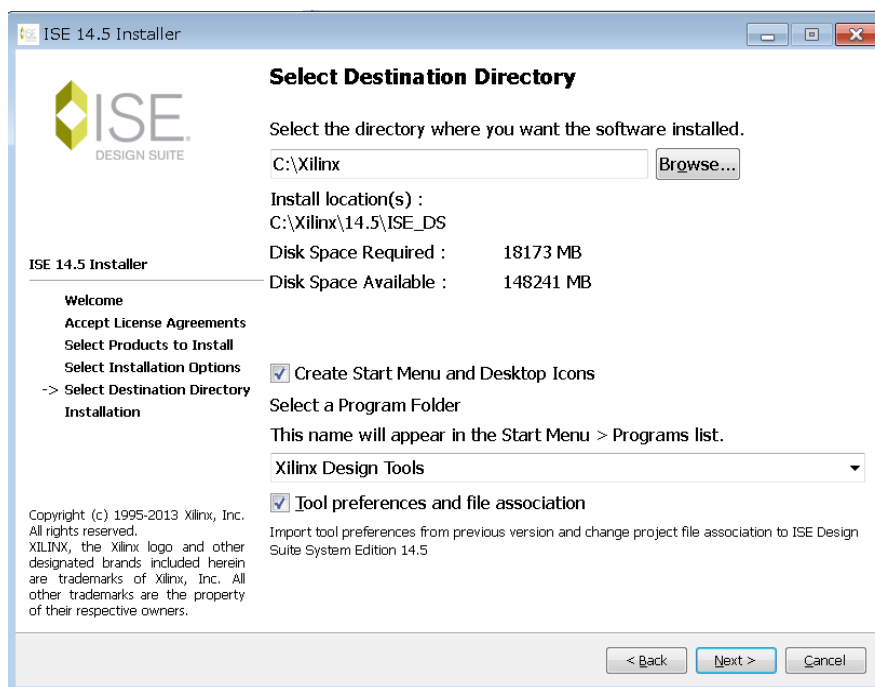 ISE 14.5 Installer
ISE.
DESIGN SUITE
ISE 14.5 Installer
Welcome
Accept License Agreements
Select Products to Install
Select Installation Options
-> Select Destination Directory
Installation
Copyright (c) 1995-2013 Xilinx, Inc.
All rights reserved.
XILINX, the Xilinx logo and other
designated brands included herein
are trademarks of Xilinx, Inc. All
other trademarks are the property
of their respective owners.
Select Destination Directory
Select the directory where you want the software installed.
C:\Xilinx
Browse...
Install location(s) :
C:\Xilinx\14.5\ISE_DS
Disk Space Required : 18173 MB
Disk Space Available : 148241 MB
Create Start Menu and Desktop Icons
Select a Program Folder
This name will appear in the Start Menu > Programs list.
Xilinx Design Tools
Tool preferences and file association
Import tool preferences from previous version and change project file association to ISE Design
Suite System Edition 14.5
< Back
Next >
Cancel